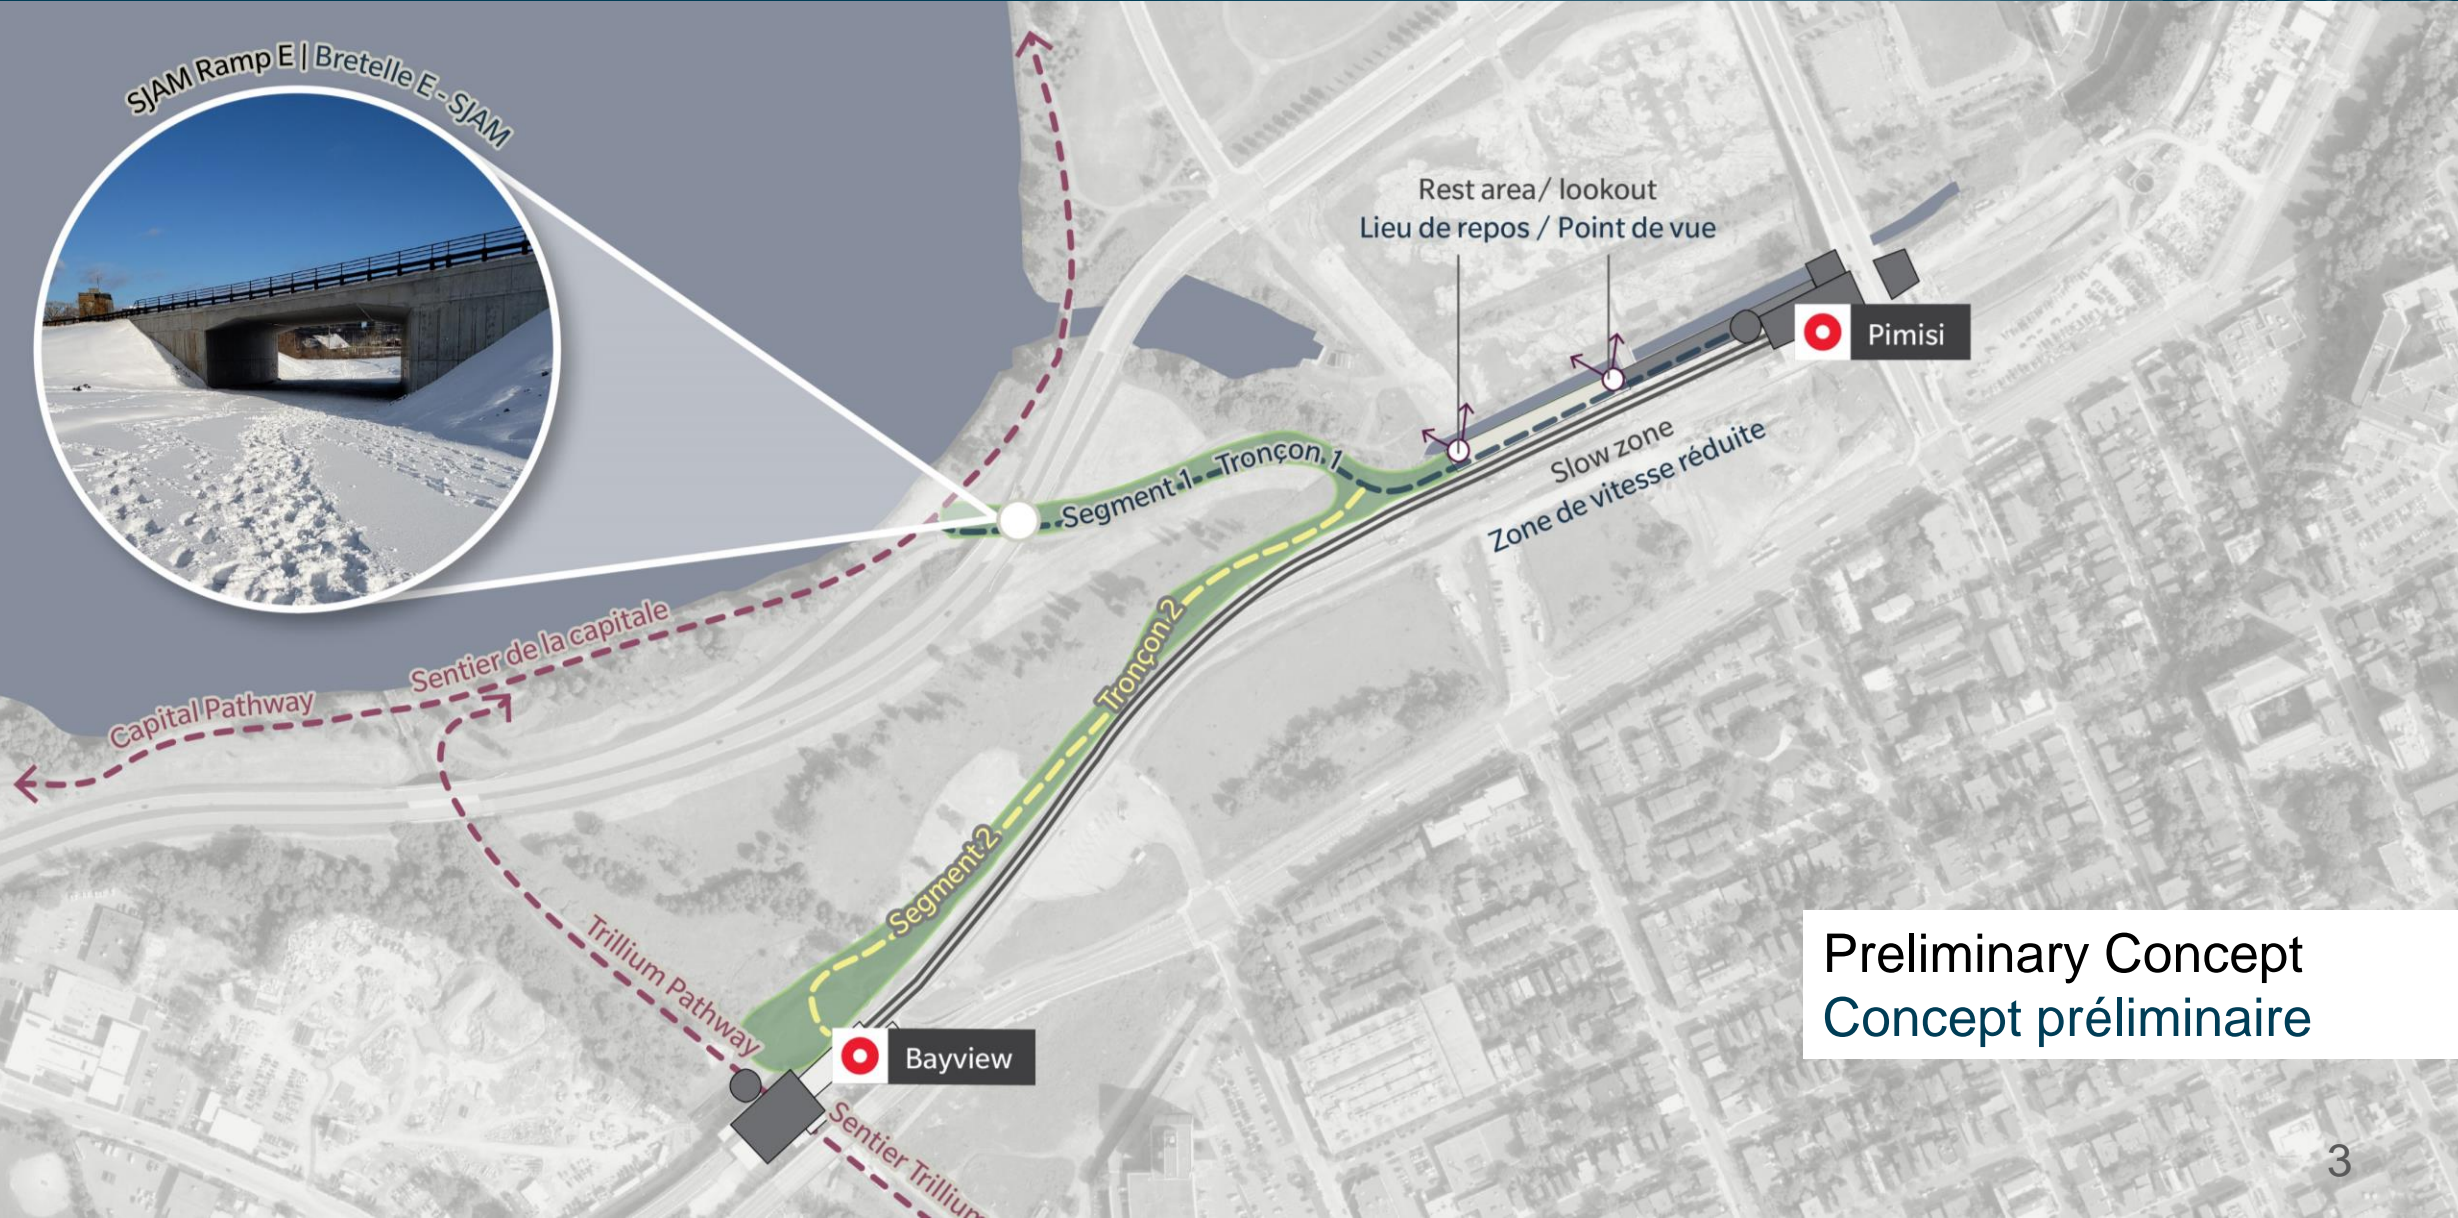 SJAM Ramp E | Bretelle E - SJAM
Rest area/ lookout
Lieu de repos / Point de vue
Pimisi
Slow zone
Zone de vitesse réduite
Segment 1
Tronçon 1
Tronçon 2
Segment 2
Sentier de la capitale
Capital Pathway
Trillium Pathway
Bayview
Sentier Trillium
Preliminary Concept
Concept préliminaire
3